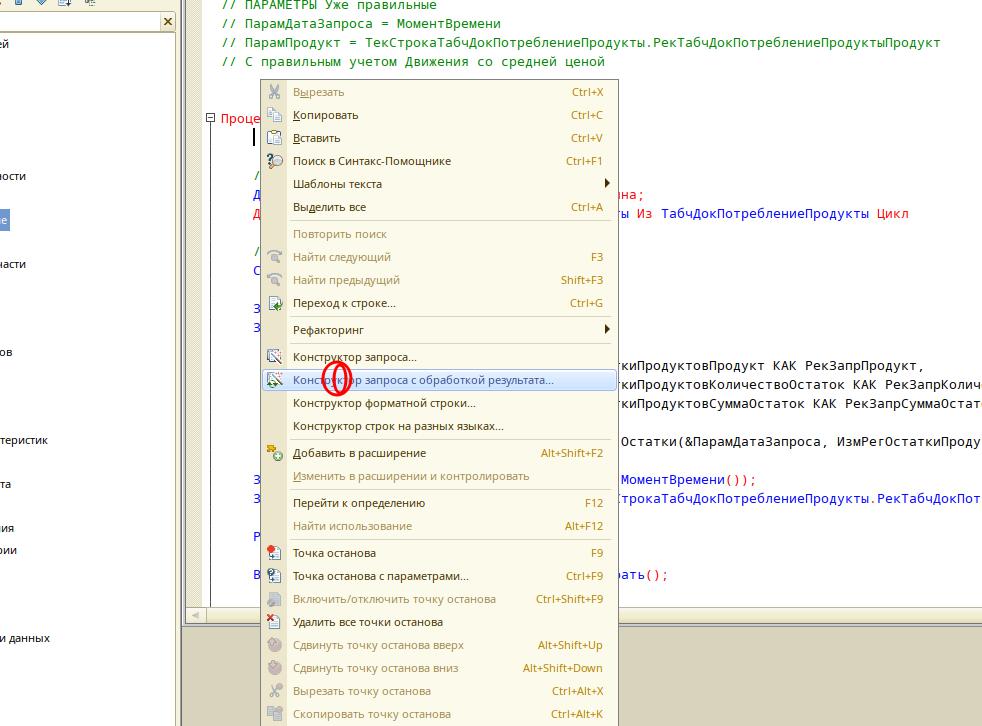 // ПАРАМЕТРЫ Уже правильные
// ПарамДатаЗапроса = МоментВремени
// ПарамПродукт = ТекСтрокаТабчДокПотреблениеПродукты.РекТабчДокПотреблениеПродуктыПродукт
// С правильным учетом Движения со средней ценой
ей
ности
е
части
ов
теристик
та
ния
рии
и данных
Проце
//
Д на;
Д ы Из ТабчДокПотреблениеПродукты Цикл
//
С
З
З
ткиПродуктовПродукт КАК РекЗапрПродукт,
ткиПродуктовКоличествоОстаток КАК РекЗапрКолич
ткиПродуктовСуммаОстаток КАК РекЗапрСуммаОстат
Остатки(&ПарамДатаЗапроса, ИзмРегОстаткиПроду
З МоментВремени());
З СтрокаТабчДокПотреблениеПродукты.РекТабчДокПот
Р
В рать();
Вырезать Ctrl+X
Копировать Ctrl+C
Вставить Ctrl+V
Поиск в Синтакс-Помощнике Ctrl+F1
Шаблоны текста
Выделить все Ctrl+A
Повторить поиск
Найти следующий F3
Найти предыдущий Shift+F3
Переход к строке... Ctrl+G
Рефакторинг
Конструктор запроса...
Конструктор запроса с обработкой результата...
Конструктор форматной строки...
Конструктор строк на разных языках...
Добавить в расширение Alt+Shift+F2
Изменить в расширении и контролировать
Перейти к определению F12
Найти использование Alt+F12
Точка останова F9
Точка останова с параметрами... Ctrl+F9
Включить/отключить точку останова Ctrl+Shift+F9
Удалить все точки останова
Сдвинуть точку останова вверх Alt+Shift+Up
Сдвинуть точку останова вниз Alt+Shift+Down
Вырезать точку останова Ctrl+Alt+X
Скопировать точку останова Ctrl+Alt+K